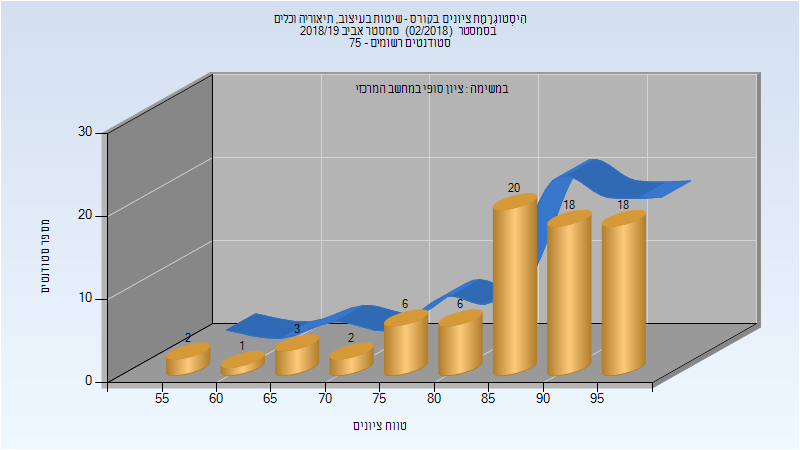 היסטוגרמת ציונים בקורס - שיטות בעיצוב, תיאוריה וכלים
בסמסטר (02/2018) סמסטר אביב 2018/19
סטודנטים רשומים - 75
במשימה : ציון סופי במחשב המרכזי
מספר סטודנטים
30
20
10
0
2
1
3
2
6
6
20
18
18
55 60 65 70 75 80 85 90 95
טווח ציונים